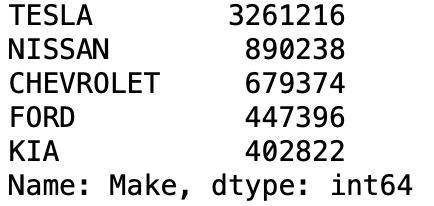 TESLA 3261216
NISSAN 890238
CHEVROLET 679374
FORD 447396
KIA 402822
Name: Make, dtype: int64